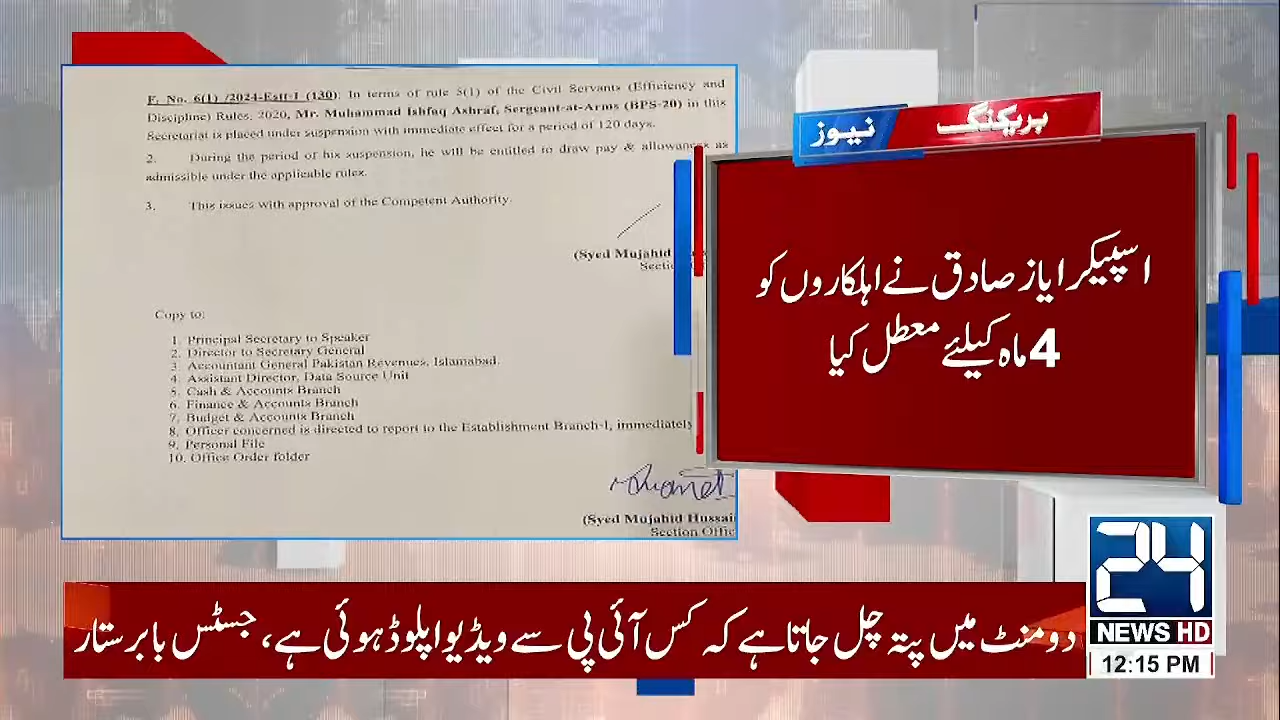 F. No. 6(1) /2024-Estt-I (130): In terms of rule 5(1) of the Civil Servants (Efficiency and
Discipline) Rules, 2020, Mr. Muhammad Ishfaq Ashraf, Sergeant-at-Arms (BPS-20) in this
Secretariat is placed under suspension with immediate effect for a period of 120 days.
2. During the period of his suspension, he will be entitled to draw pay & allowances as
admissible under the applicable rules.
3. This issues with approval of the Competent Authority.
(Syed Mujahid
Copy to:
1. Principal Secretary to Speaker
2. Director to Secretary General
3. Accountant General Pakistan Revenues, Islamabad.
4. Assistant Director, Data Source Unit
5. Cash & Accounts Branch
6. Finance & Accounts Branch
7. Budget & Accounts Branch
8. Officer concerned is directed to report to the Establishment Branch-I, immediately
9. Personal File
10. Office Order folder
(Syed Mujahid Hussai
Section Offic
بریکنگ نیوز
اسپیکر ایاز صادق نے اہلکاروں کو
4 ماہ کیلئے معطل کیا
دو منٹ میں پتہ چل جاتا ہے کہ کس آئی پی سے ویڈیو اپلوڈ ہوئی ہے، جسٹس بابر ستار
24
NEWS HD
12:15 PM